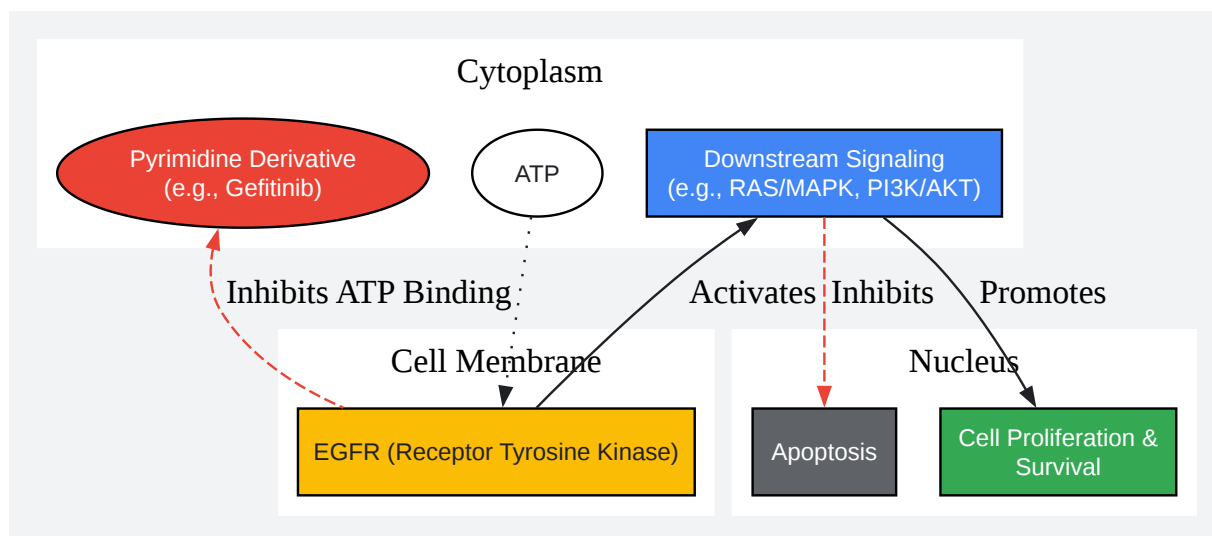 Cytoplasm
Pyrimidine Derivative
(e.g., Gefitinib)
ATP
Downstream Signaling
(e.g., RAS/MAPK, PI3K/AKT)
Inhibits ATP Binding
Activates
Inhibits
Promotes
Cell Membrane
Nucleus
EGFR (Receptor Tyrosine Kinase)
Apoptosis
Cell Proliferation &
Survival